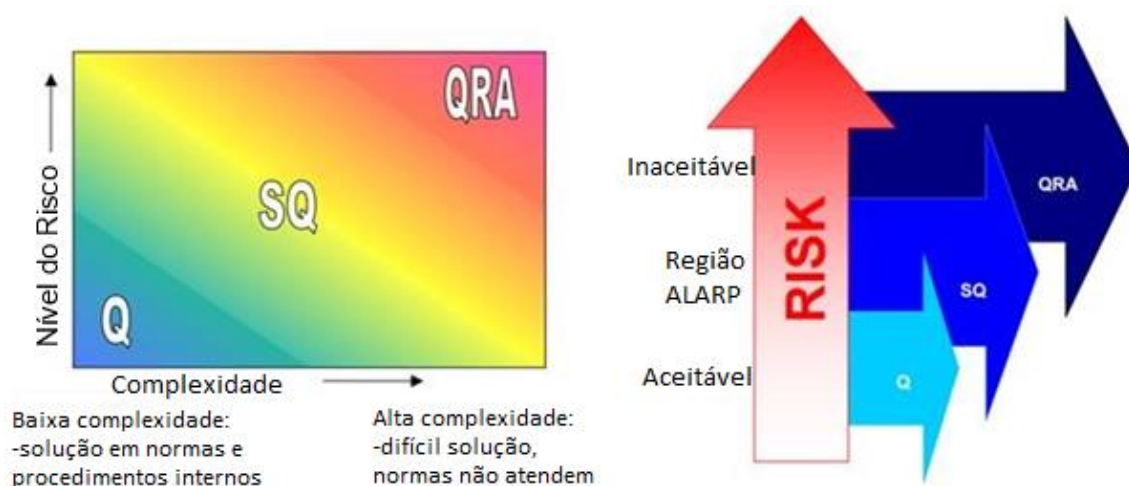 Nível do Risco
QRA
SQ
Q
Complexidade
Baixa complexidade:
-solução em normas e
procedimentos internos
Alta complexidade:
-difícil solução,
normas não atendem
Inaceitável
Região
ALARP
Aceitável
RISK
QRA
SQ
Q